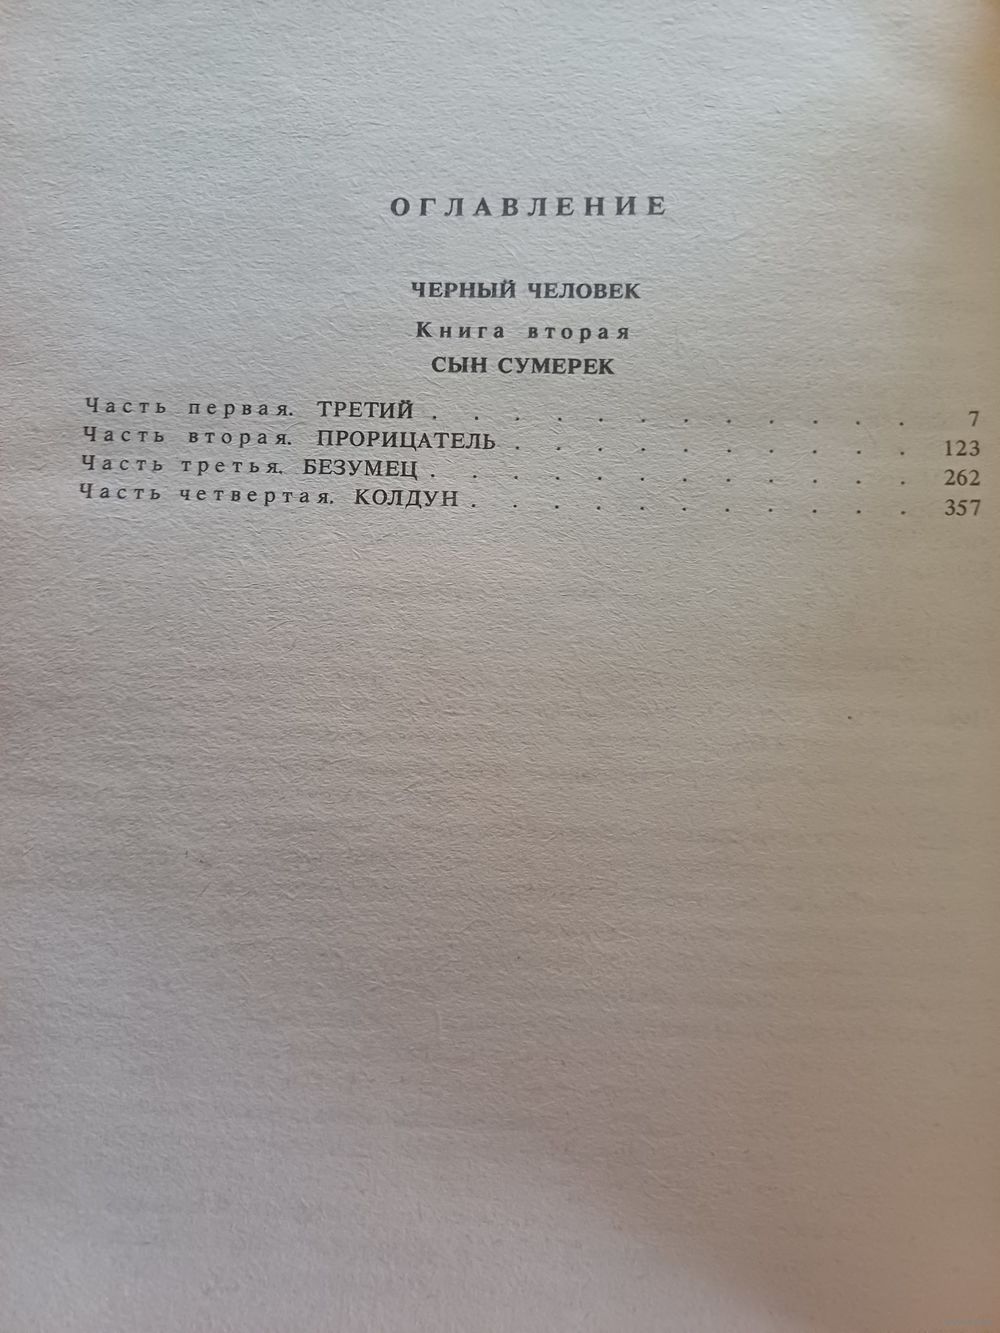 ОГЛАВЛЕНИЕ
ЧЕРНЫЙ ЧЕЛОВЕК
Книга вторая
СЫН СУМЕРЕК
Часть первая. ТРЕТИЙ . . . . . . . . . . . . 7
Часть вторая. ПРОРИЦАТЕЛЬ . . . . . . . . . . 123
Часть третья. БЕЗУМЕЦ . . . . . . . . . . . . 262
Часть четвертая. КОЛДУН . . . . . . . . . . . 357